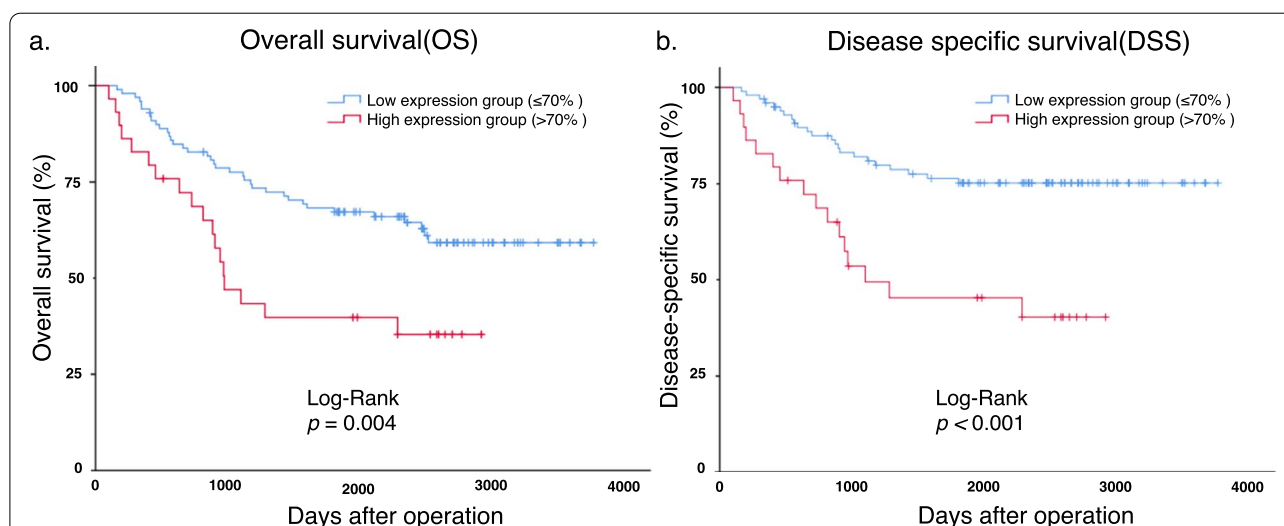 a.
Overall survival(OS)
Overall survival (%)
100
75
50
25
0
Low expression group (≤70% )
High expression group (>70% )
Log-Rank
p = 0.004
0
1000
2000
3000
4000
Days after operation
b.
Disease specific survival(DSS)
Disease-specific survival (%)
100
75
50
25
0
Low expression group (≤70% )
High expression group (>70% )
Log-Rank
p < 0.001
0
1000
2000
3000
4000
Days after operation